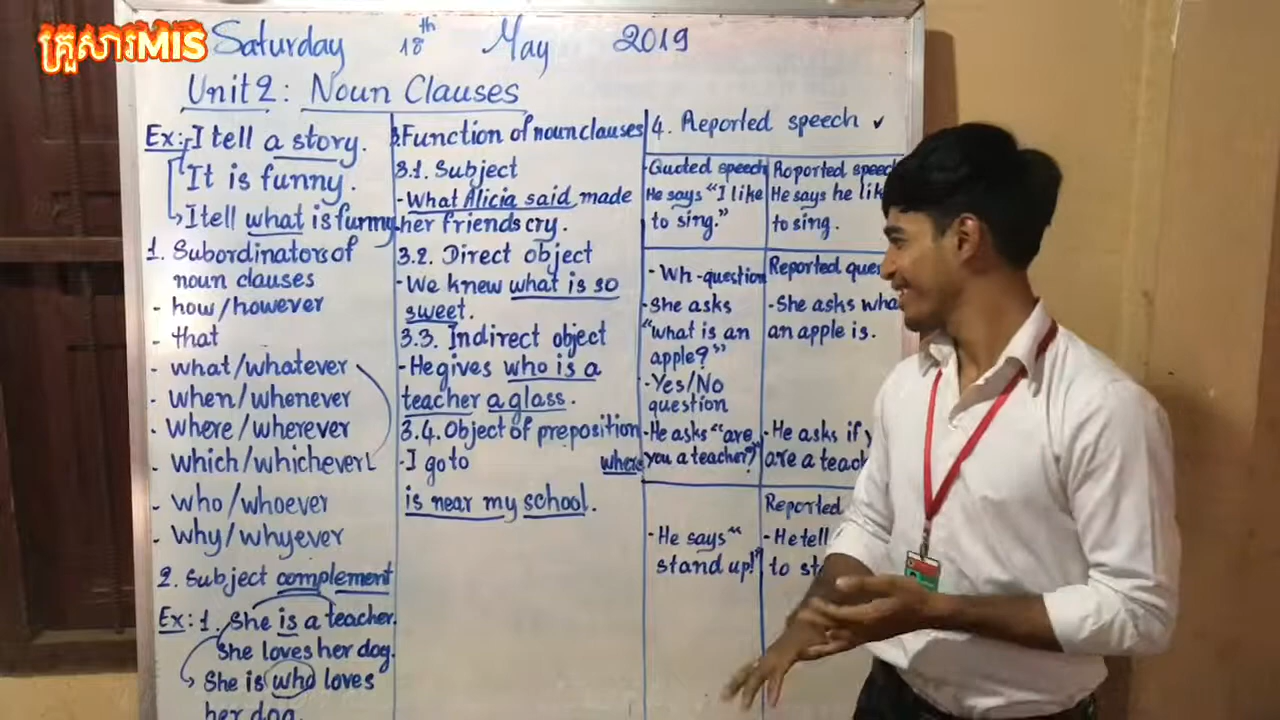 គ្រួសារMIS
Saturday 18th May 2019
Unit 2: Noun Clauses
Ex: I tell a story.
It is funny.
I tell what is funny.
1. Subordinators of
noun clauses
- how/however
- that
- what/whatever
- when/whenever
- where/wherever
- which/whichever
- who/whoever
- why/whyever
2. Subject complement
Ex: 1. She is a teacher.
She loves her dog.
She is who loves
her dog.
3. Function of noun clauses
3.1. Subject
- What Alicia said made
her friends cry.
3.2. Direct object
- We knew what is so
sweet.
3.3. Indirect object
- He gives who is a
teacher a glass.
3.4. Object of preposition
- I go to where
is near my school.
4. Reported speech ✓
Quoted speech
He says "I like
to sing."
Roported speech
He says he
to sing.
- Wh-question
- She asks
"what is an
apple?"
Reported
- She asks
an apple is.
- Yes/No
question
- He asks "are
you a teacher?"
- He asks if
are a
- He says "
stand up!"
Reported
- He
to